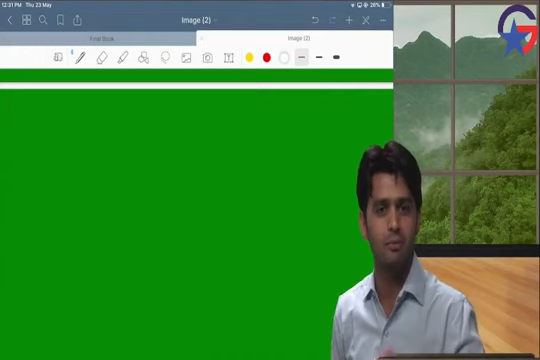 12:31 PM Thu 23 May 26%
Image (2)
Final Book
Image (2)
T
G